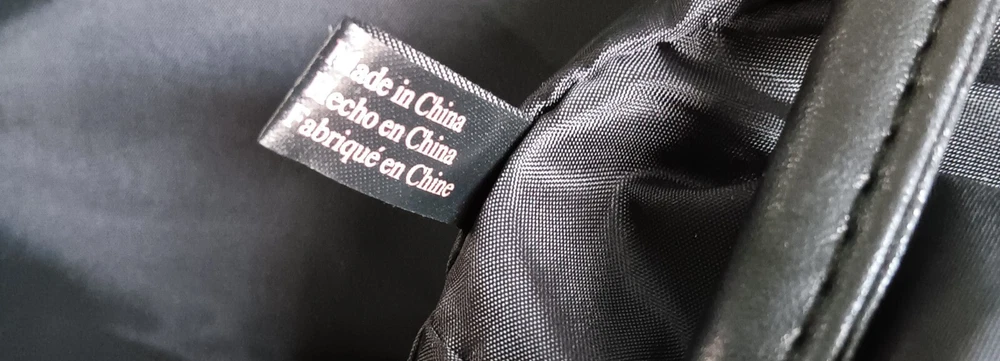 Made in China
Hecho en China
Fabriqué en Chine